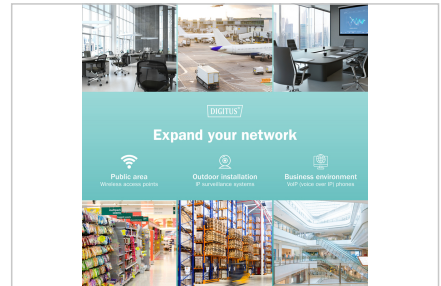 DIGITUS
Expand your network
Public area
Wireless access points
Outdoor installation
IP surveillance systems
Business environment
VoIP (voice over IP) phones